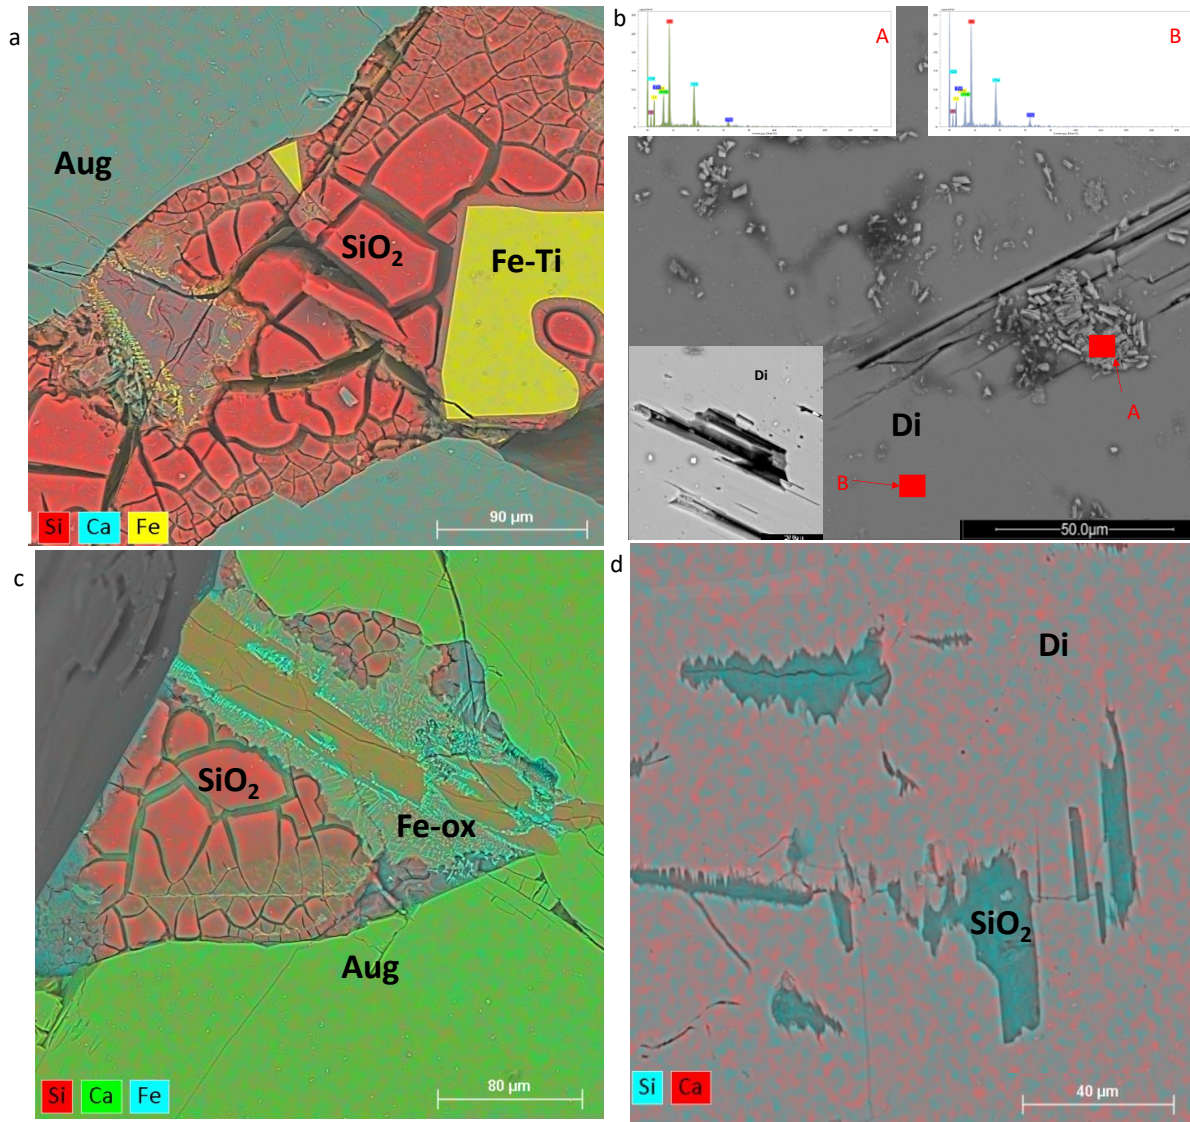 a
Aug
SiO₂
Fe-Ti
Si Ca Fe
90 µm
b
A
B
Di
Di
A
B
50.0µm
c
SiO₂
Fe-ox
Aug
Si Ca Fe
80 µm
d
Di
SiO₂
Si Ca
40 µm